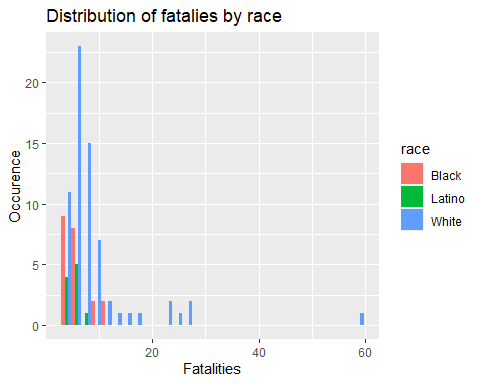 Distribution of fatalies by race
Occurence
20
15
10
5
0
20
40
60
Fatalities
race
Black
Latino
White